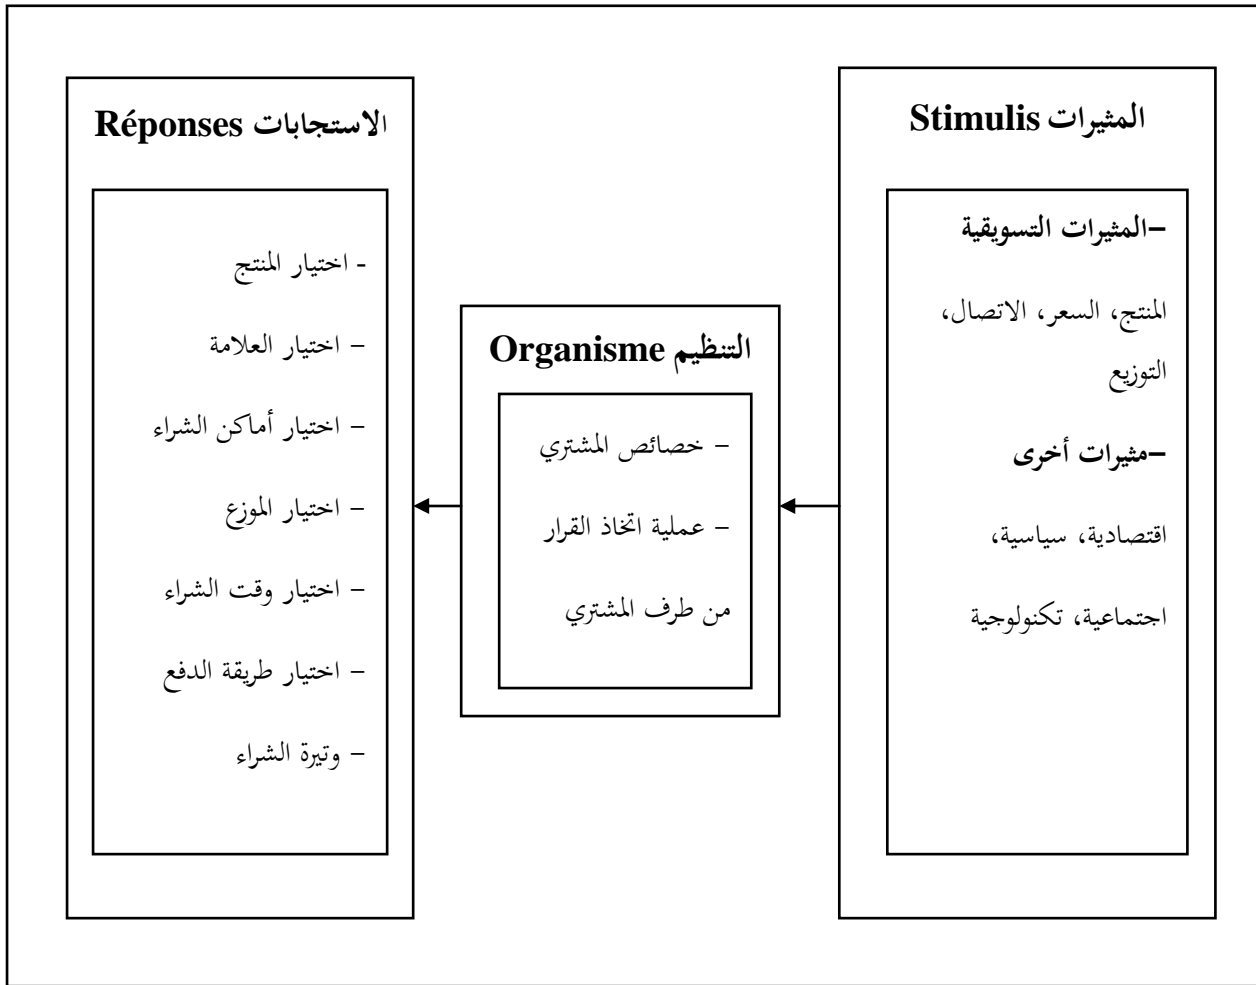 المثيرات Stimulis
–المثيرات التسويقية
المنتج، السعر، الاتصال،
التوزيع
–مثيرات أخرى
اقتصادية، سياسية،
اجتماعية، تكنولوجية
التنظيم Organisme
– خصائص المشتري
– عملية اتخاذ القرار
من طرف المشتري
الاستجابات Réponses
- اختيار المنتج
– اختيار العلامة
– اختيار أماكن الشراء
– اختيار الموزع
– اختيار وقت الشراء
– اختيار طريقة الدفع
– وتيرة الشراء